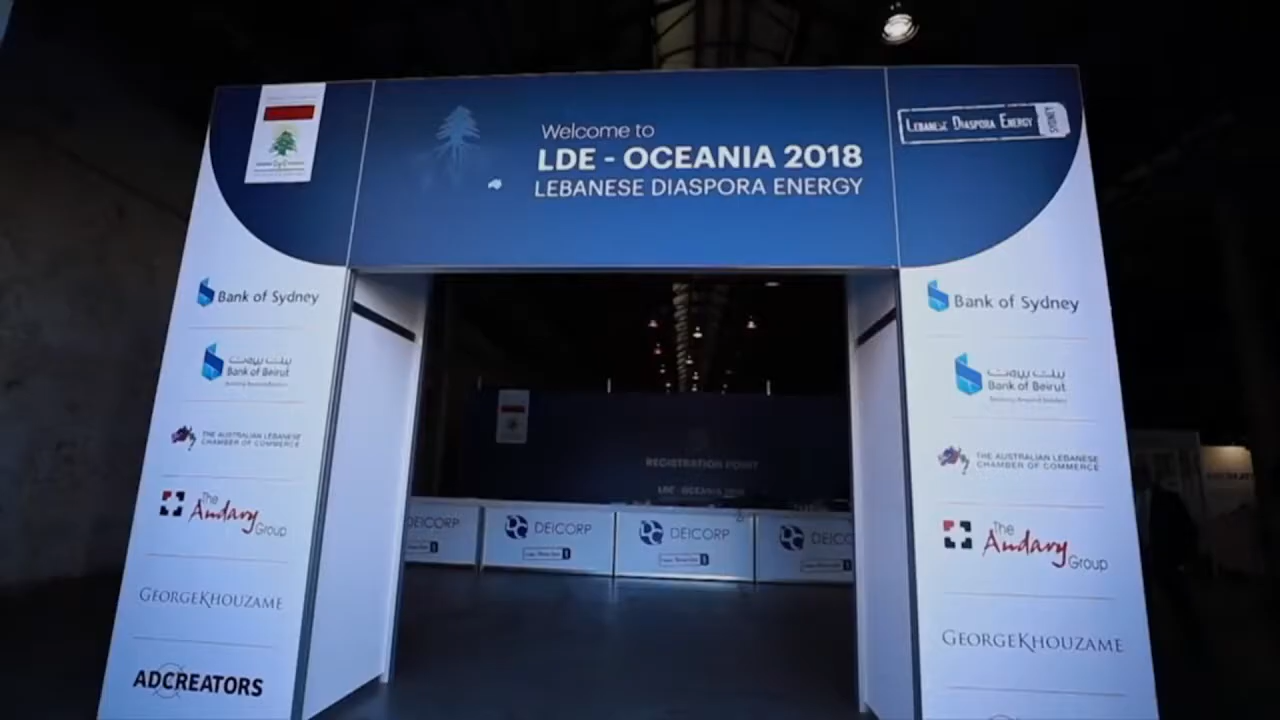 Welcome to
LDE - OCEANIA 2018
LEBANESE DIASPORA ENERGY
LEBANESE DIASPORA ENERGY
SYDNEY
Bank of Sydney
بنك بيروت
Bank of Beirut
THE AUSTRALIAN LEBANESE
CHAMBER OF COMMERCE
The
Andary
Group
GEORGEKHOUZAME
ADCREATORS
REGISTRATION POINT
LDE - OCEANIA 2018
DEICORP
DEICORP
DEICORP
DEICO
Bank of Sydney
بنك بيروت
Bank of Beirut
THE AUSTRALIAN LEBANESE
CHAMBER OF COMMERCE
The
Andary
Group
GEORGEKHOUZAME